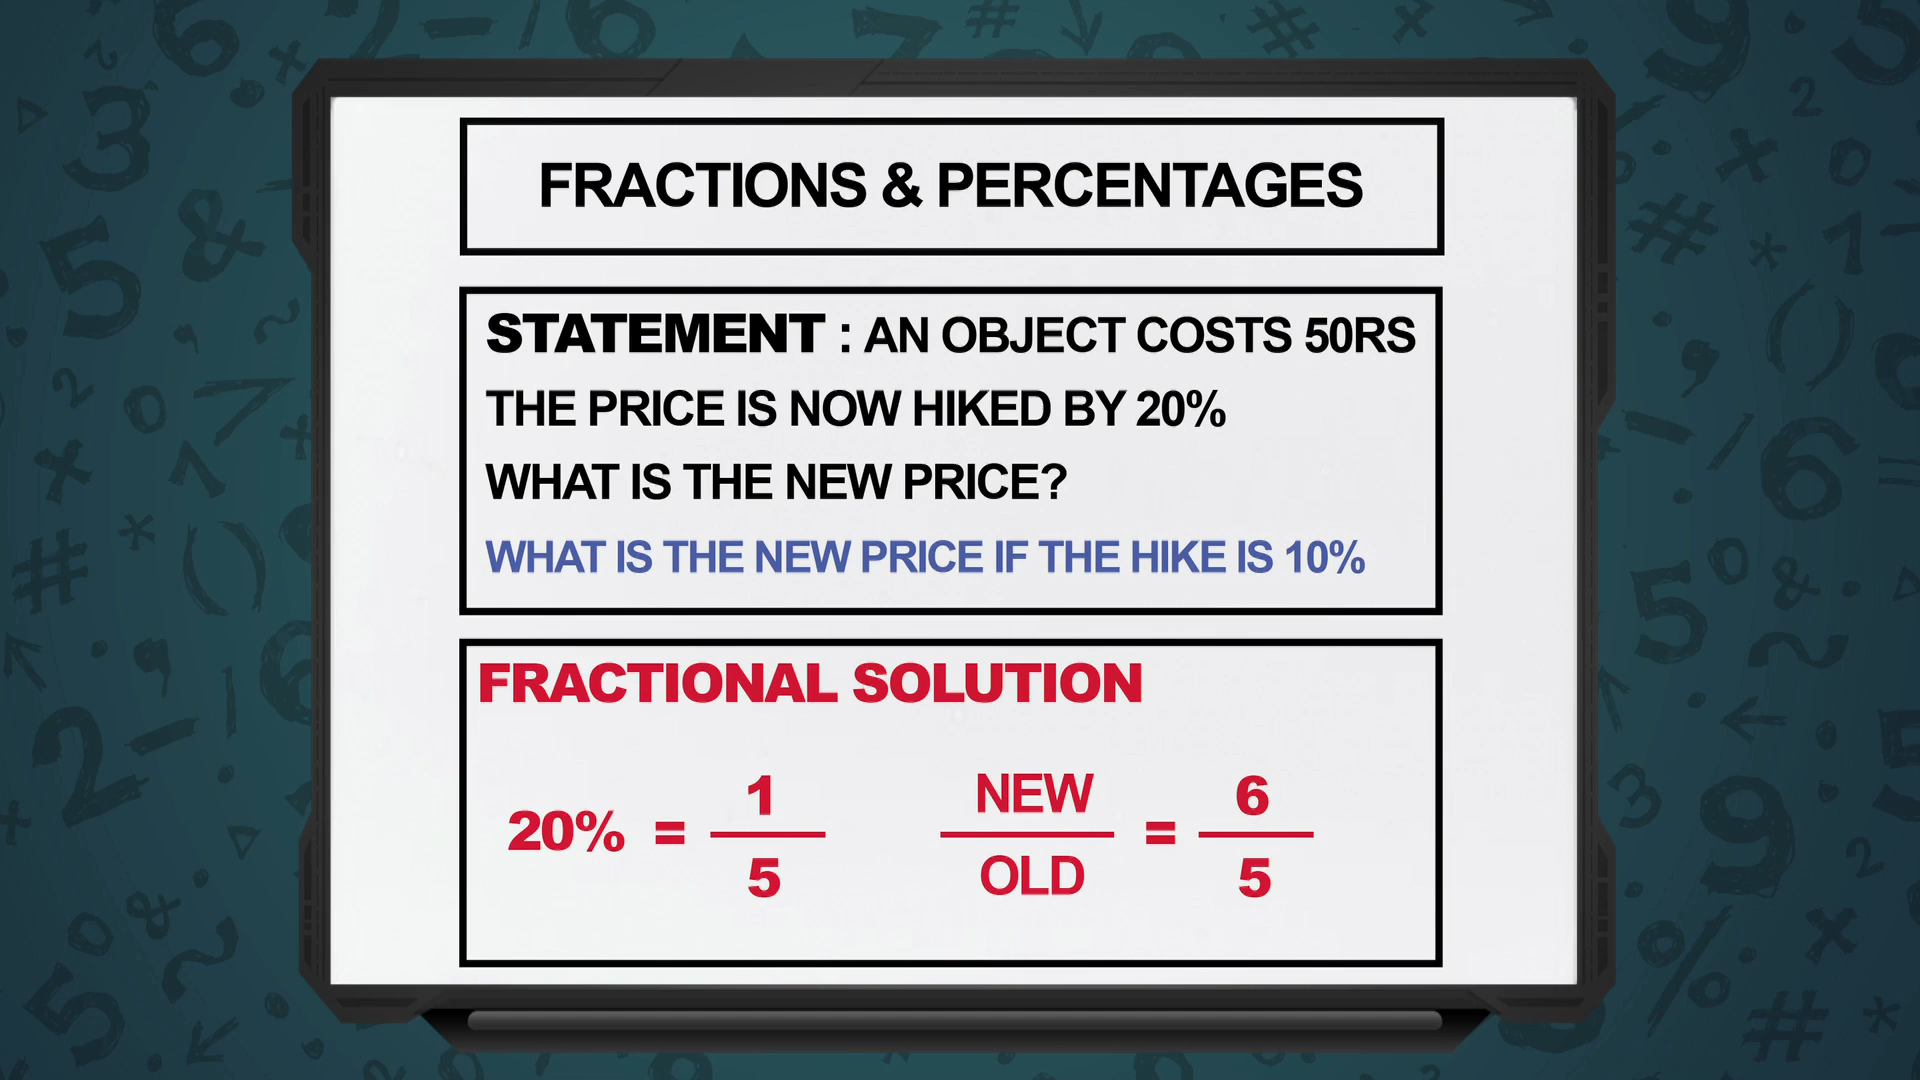 FRACTIONS & PERCENTAGES
STATEMENT : AN OBJECT COSTS 50RS
THE PRICE IS NOW HIKED BY 20%
WHAT IS THE NEW PRICE?
WHAT IS THE NEW PRICE IF THE HIKE IS 10%
FRACTIONAL SOLUTION
20% = 1/5
NEW/OLD = 6/5